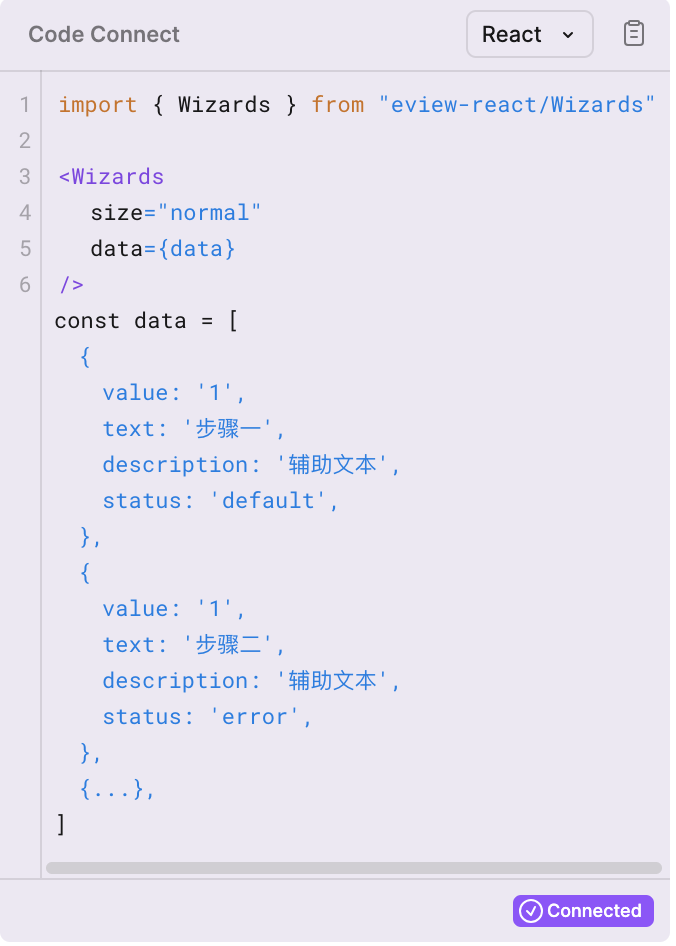 Code Connect
React
1 import { Wizards } from "eview-react/Wizards"
2
3 <Wizards
4 size="normal"
5 data={data}
6 />
const data = [
{
value: '1',
text: '步骤一',
description: '辅助文本',
status: 'default',
},
{
value: '1',
text: '步骤二',
description: '辅助文本',
status: 'error',
},
{...},
]
Connected